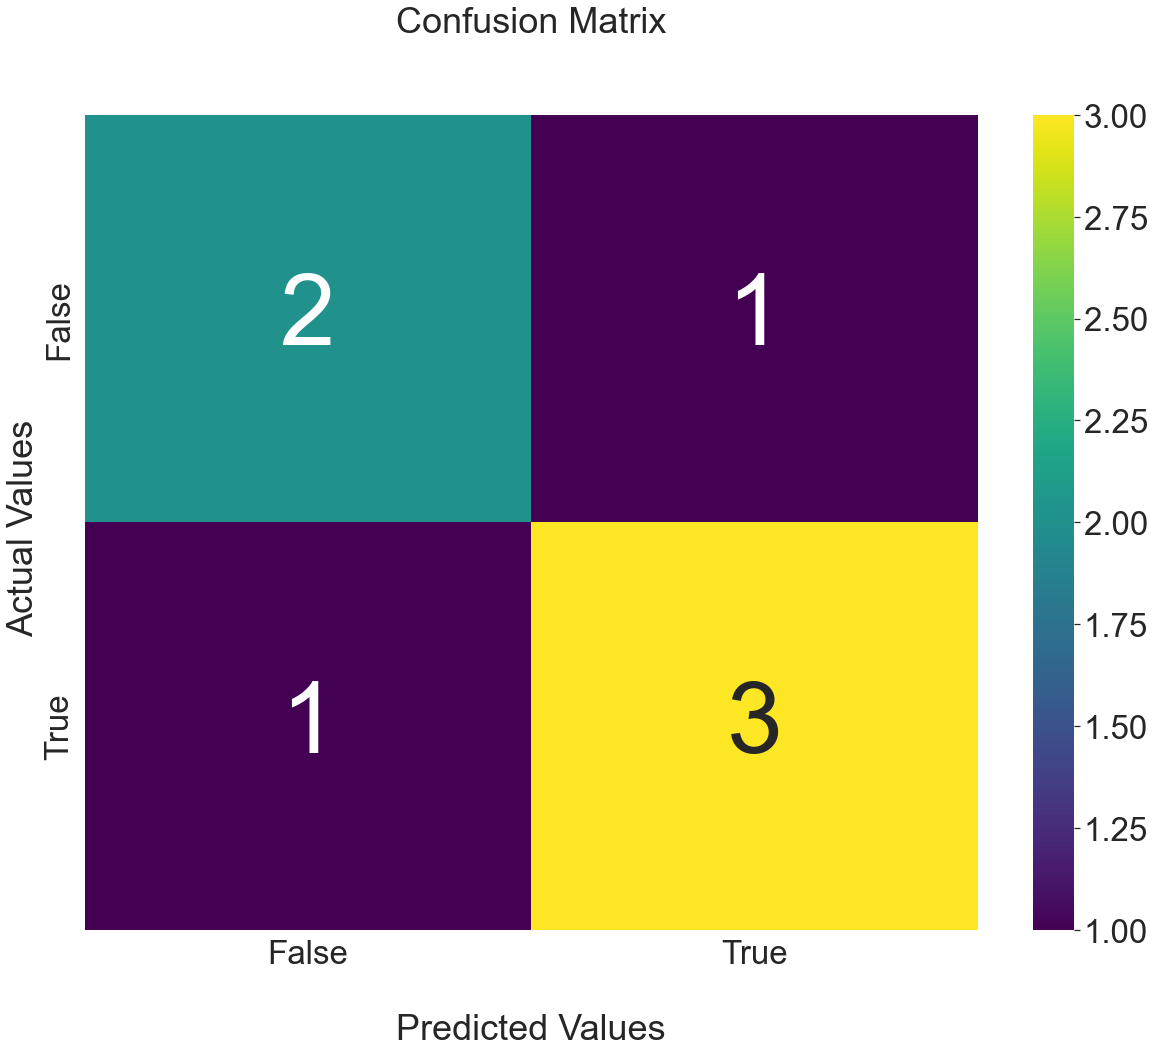 Confusion Matrix
Actual Values
False
True
2
1
1
3
False
True
Predicted Values
3.00
2.75
2.50
2.25
2.00
1.75
1.50
1.25
1.00